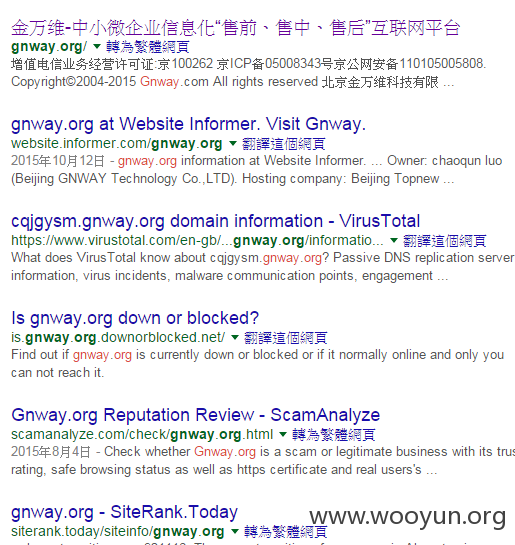 金万维-中小微企业信息化“售前、售中、售后”互联网平台
gnway.org/ ▼ 轉為繁體網頁
增值电信业务经营许可证:京100262 京ICP备05008343号京公网安备110105005808.
Copyright©2004-2015 Gnway.com All rights reserved 北京金万维科技有限 ...
gnway.org at Website Informer. Visit Gnway.
website.informer.com/gnway.org ▼ 翻譯這個網頁
2015年10月12日 - gnway.org information at Website Informer. ... Owner: chaoqun luo
(Beijing GNWAY Technology Co.,LTD). Hosting company: Beijing Topnew ...
cqjgysm.gnway.org domain information - VirusTotal
https://www.virustotal.com/en-gb/...gnway.org/informatio... ▼ 翻譯這個網頁
What does VirusTotal know about cqjgysm.gnway.org? Passive DNS replication server
information, virus incidents, malware communication points, engagement ...
Is gnway.org down or blocked?
is.gnway.org.downorblocked.net/ ▼ 翻譯這個網頁
Find out if gnway.org is currently down or blocked or if it normally online and only you
can not reach it.
Gnway.org Reputation Review - ScamAnalyze
scamanalyze.com/check/gnway.org.html ▼ 轉為繁體網頁
2015年8月4日 - Check whether Gnway.org is a scam or legitimate business with its trus
rating, safe browsing status as well as https certificate and real users's ...
gnway.org - SiteRank.Today
siterank.today/siteinfo/gnway.org ▼ 轉為繁體網頁
www.wooyun.org